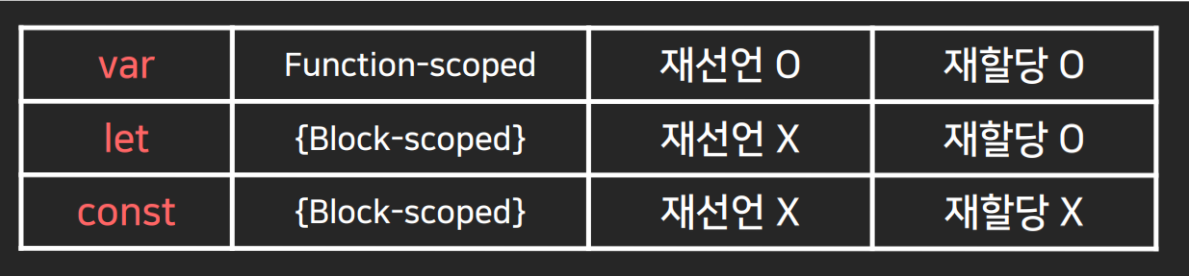 var Function-scoped 재선언 O 재할당 O
let {Block-scoped} 재선언 X 재할당 O
const {Block-scoped} 재선언 X 재할당 X